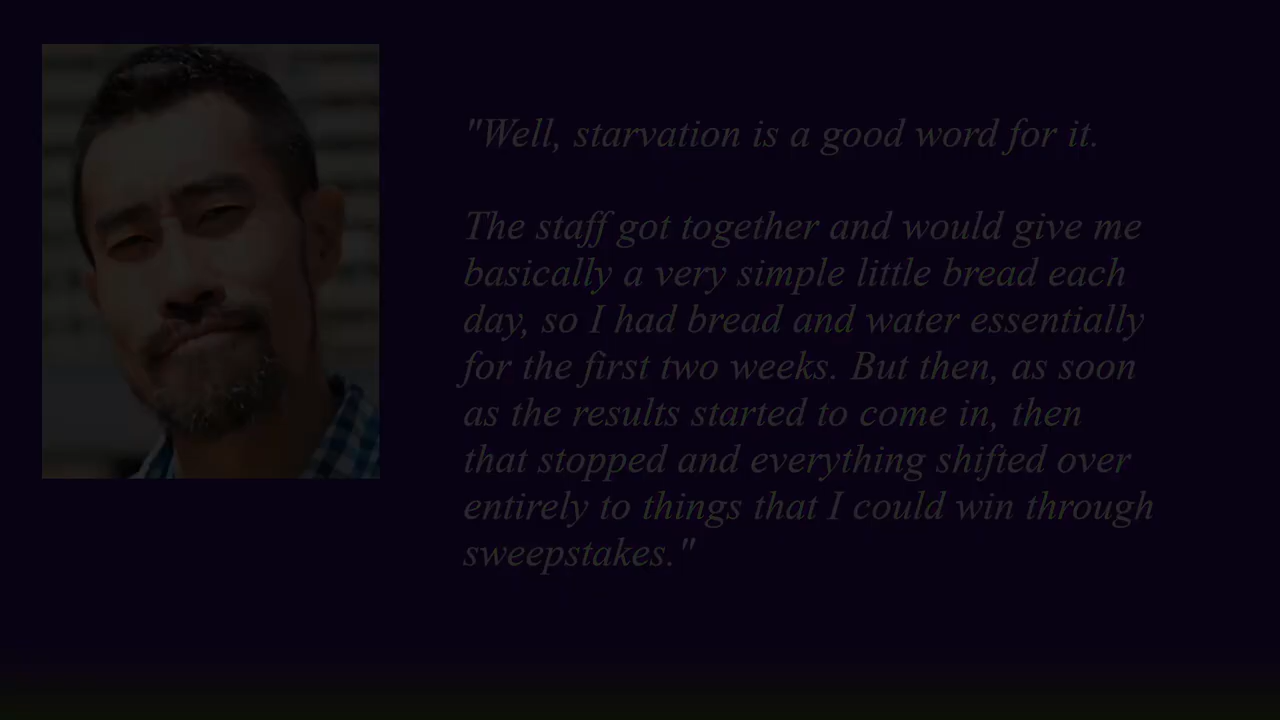 "Well, starvation is a good word for it.
The staff got together and would give me
basically a very simple little bread each
day, so I had bread and water essentially
for the first two weeks. But then, as soon
as the results started to come in, then
that stopped and everything shifted over
entirely to things that I could win through
sweepstakes."